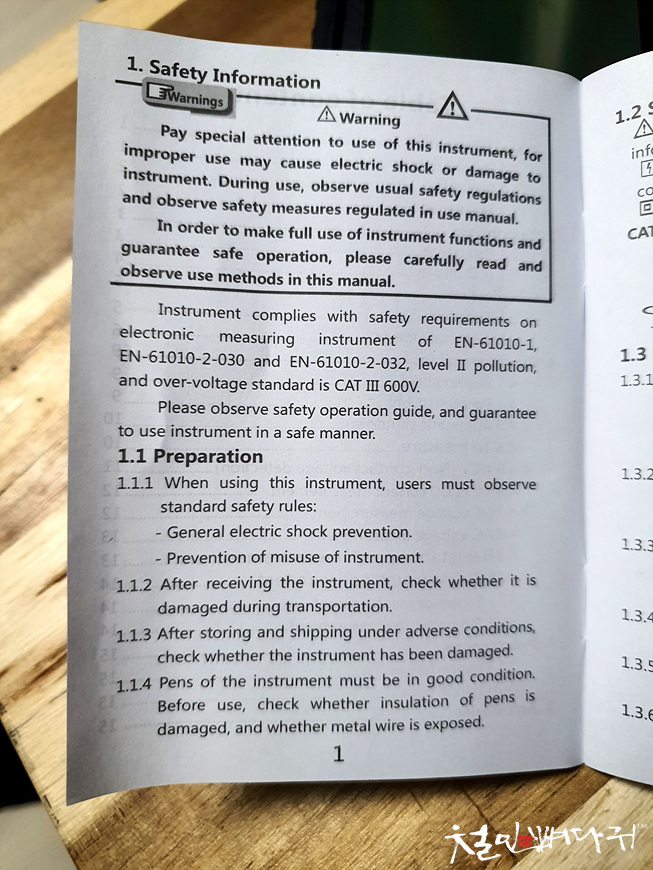 1. Safety Information
Warnings
Warning
Pay special attention to use of this instrument, for
improper use may cause electric shock or damage to
instrument. During use, observe usual safety regulations
and observe safety measures regulated in use manual.
In order to make full use of instrument functions and
guarantee safe operation, please carefully read and
observe use methods in this manual.
Instrument complies with safety requirements on
electronic measuring instrument of EN-61010-1,
EN-61010-2-030 and EN-61010-2-032, level II pollution,
and over-voltage standard is CAT III 600V.
Please observe safety operation guide, and guarantee
to use instrument in a safe manner.
1.1 Preparation
1.1.1 When using this instrument, users must observe
standard safety rules:
- General electric shock prevention.
- Prevention of misuse of instrument.
1.1.2 After receiving the instrument, check whether it is
damaged during transportation.
1.1.3 After storing and shipping under adverse conditions,
check whether the instrument has been damaged.
1.1.4 Pens of the instrument must be in good condition.
Before use, check whether insulation of pens is
damaged, and whether metal wire is exposed.
1
1.2 S
info
co
CAT
1.3
1.3.1
1.3.2
1.3.3
1.3.4
1.3.5
1.3.6